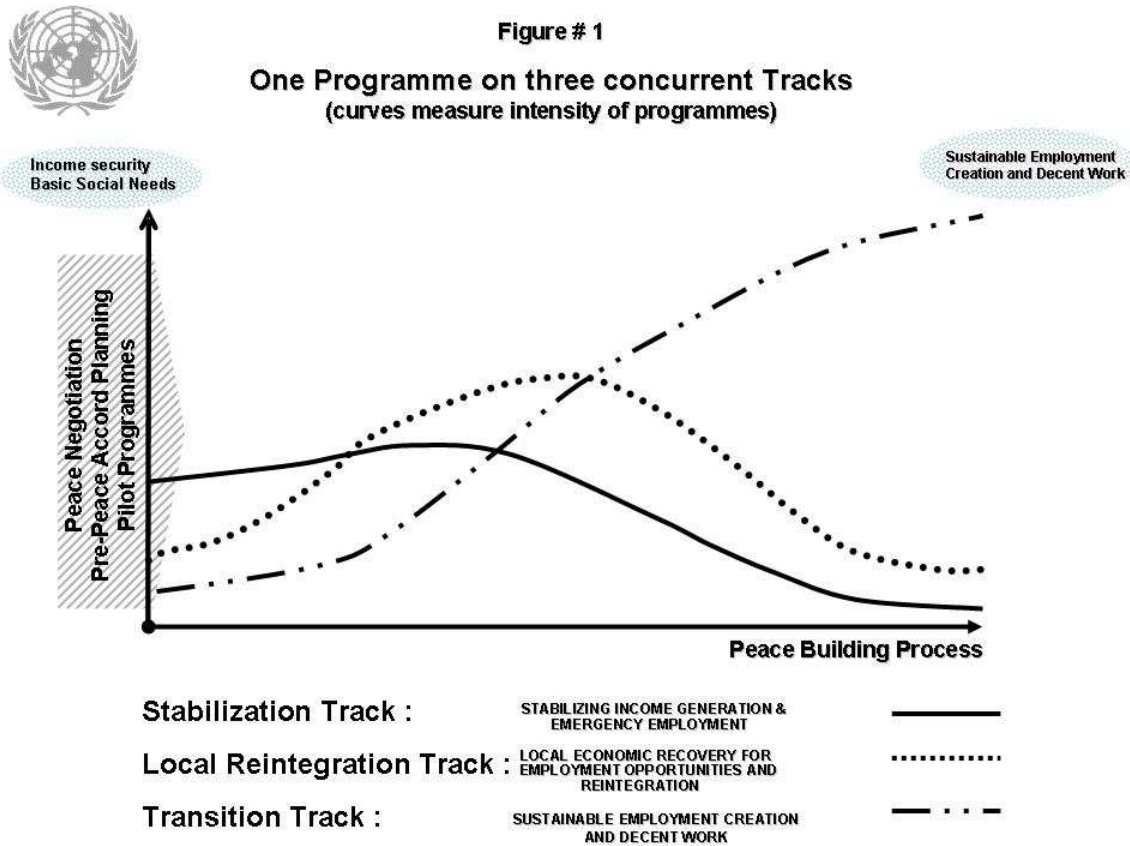 Figure # 1
One Programme on three concurrent Tracks
(curves measure intensity of programmes)
Income security
Basic Social Needs
Sustainable Employment
Creation and Decent Work
Peace Negotiation
Pre-Peace Accord Planning
Pilot Programmes
Peace Building Process
Stabilization Track :
STABILIZING INCOME GENERATION &
EMERGENCY EMPLOYMENT
Local Reintegration Track :
LOCAL ECONOMIC RECOVERY FOR
EMPLOYMENT OPPORTUNITIES AND
REINTEGRATION
Transition Track :
SUSTAINABLE EMPLOYMENT CREATION
AND DECENT WORK